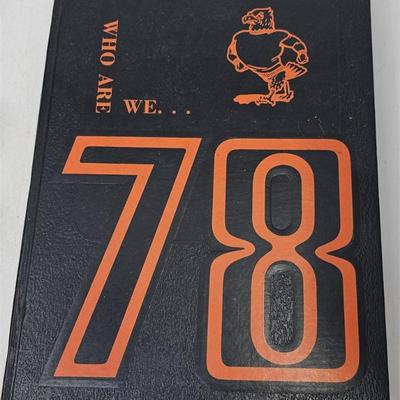 WHO ARE
WE. . .
78